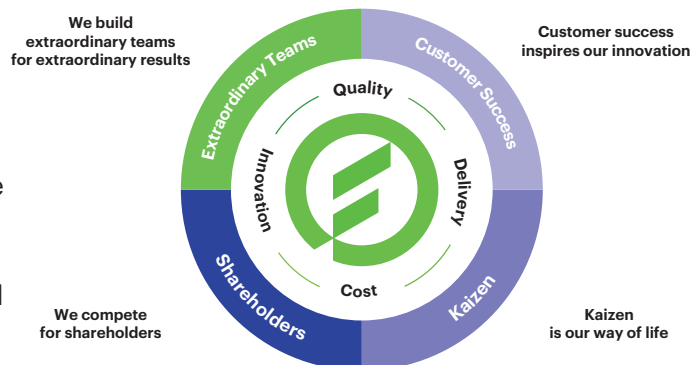 We build
extraordinary teams
for extraordinary results
Customer success
inspires our innovation
Extraordinary Teams
Customer Success
Quality
Innovation
Delivery
Cost
Shareholders
Kaizen
We compete
for shareholders
Kaizen
is our way of life
e